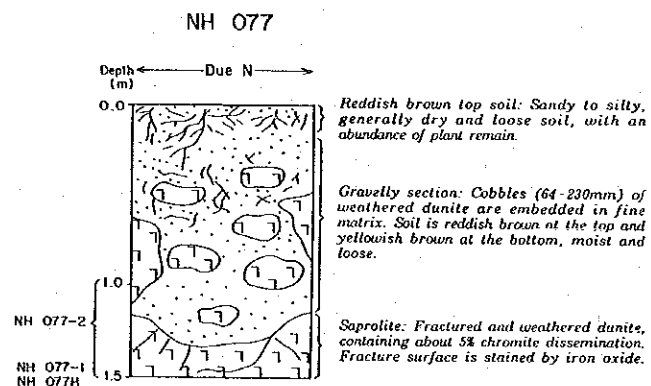 NH 077
Depth
(m)
Due N
0.0
Reddish brown top soil: Sandy to silty,
generally dry and loose soil, with an
abundance of plant remain.
Gravelly section: Cobbles (64-230mm) of
weathered dunite are embedded in fine
matrix. Soil is reddish brown at the top and
yellowish brown at the bottom, moist and
loose.
1.0
NH 077-2
Saprolite: Fractured and weathered dunite,
containing about 5% chromite dissemination.
Fracture surface is stained by iron oxide.
NH 077-1
1.5